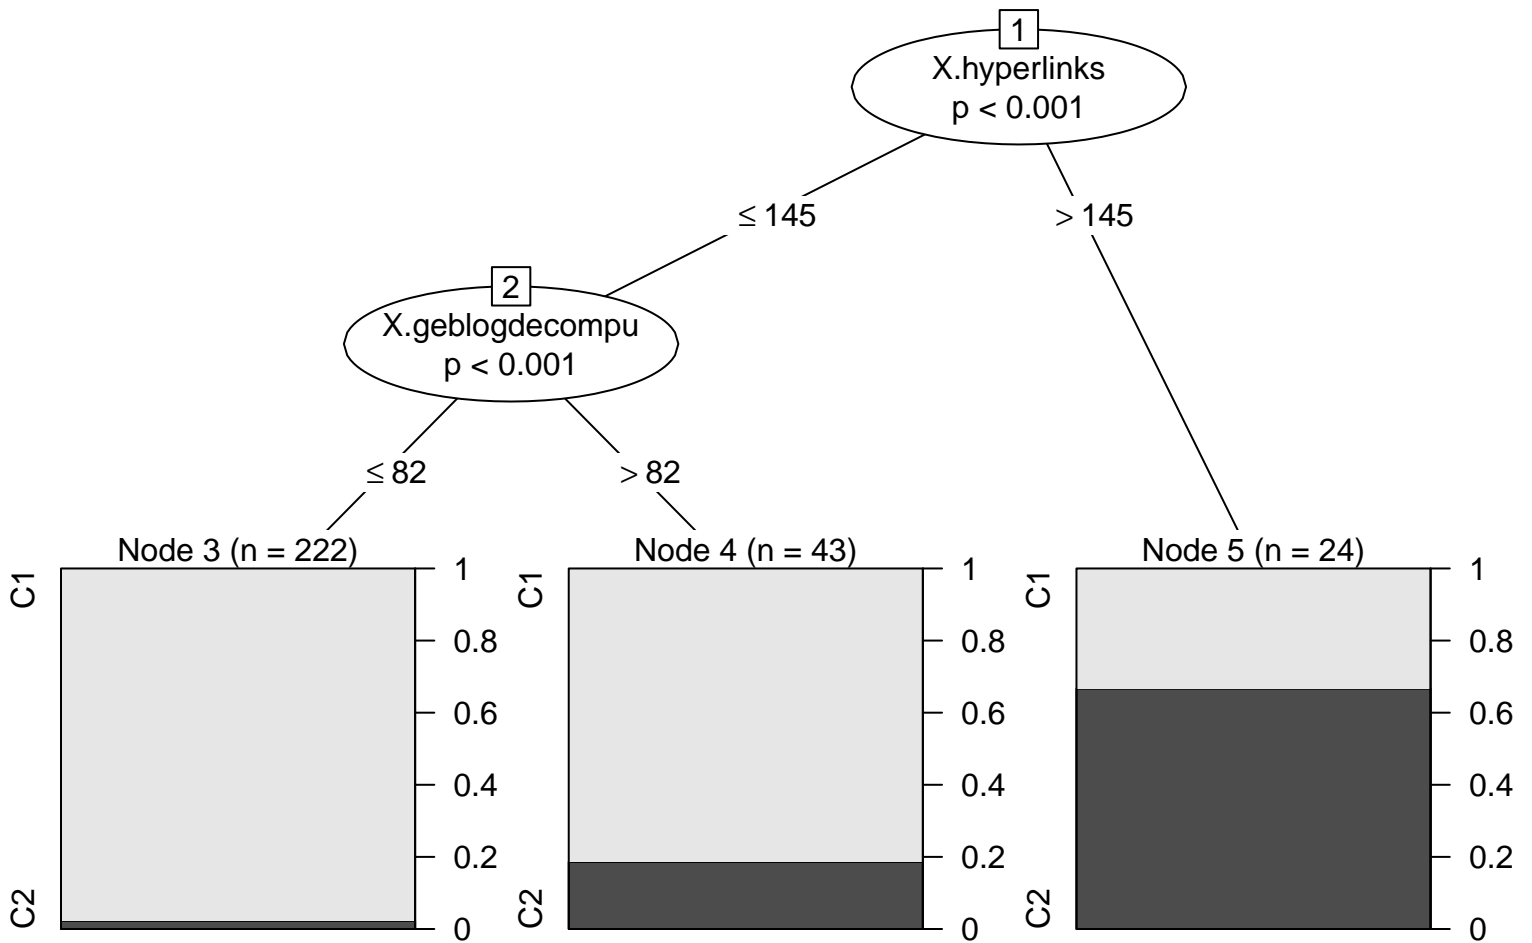 1
X.hyperlinks
p < 0.001
≤ 145
> 145
2
X.geblogdecompu
p < 0.001
≤ 82
> 82
Node 3 (n = 222)
C1
C2
1
0.8
0.6
0.4
0.2
0
Node 4 (n = 43)
C1
C2
1
0.8
0.6
0.4
0.2
0
Node 5 (n = 24)
C1
C2
1
0.8
0.6
0.4
0.2
0